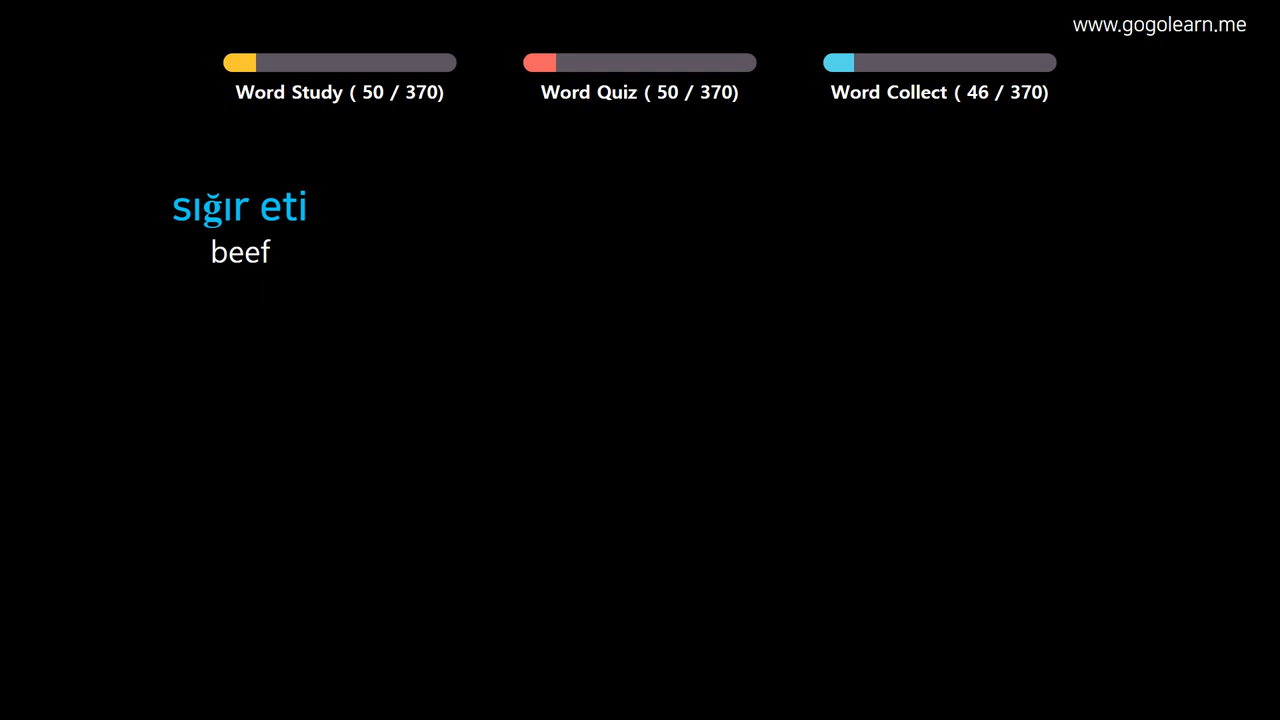 www.gogolearn.me
Word Study ( 50 / 370)
Word Quiz ( 50 / 370)
Word Collect ( 46 / 370)
sığır eti
beef